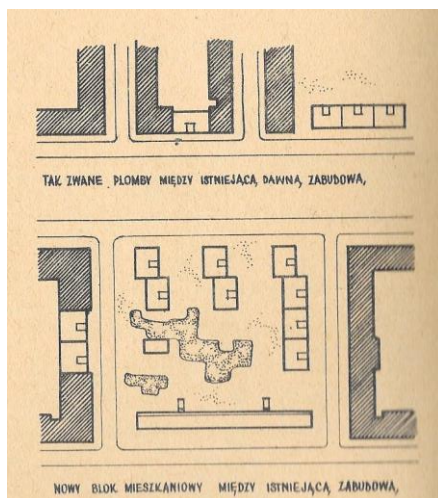 TAK ZWANE PLOMBY MIĘDZY ISTNIEJĄCĄ, DAWNĄ, ZABUDOWĄ,
NOWY BLOK MIESZKANIOWY MIĘDZY ISTNIEJĄCĄ, ZABUDOWĄ,